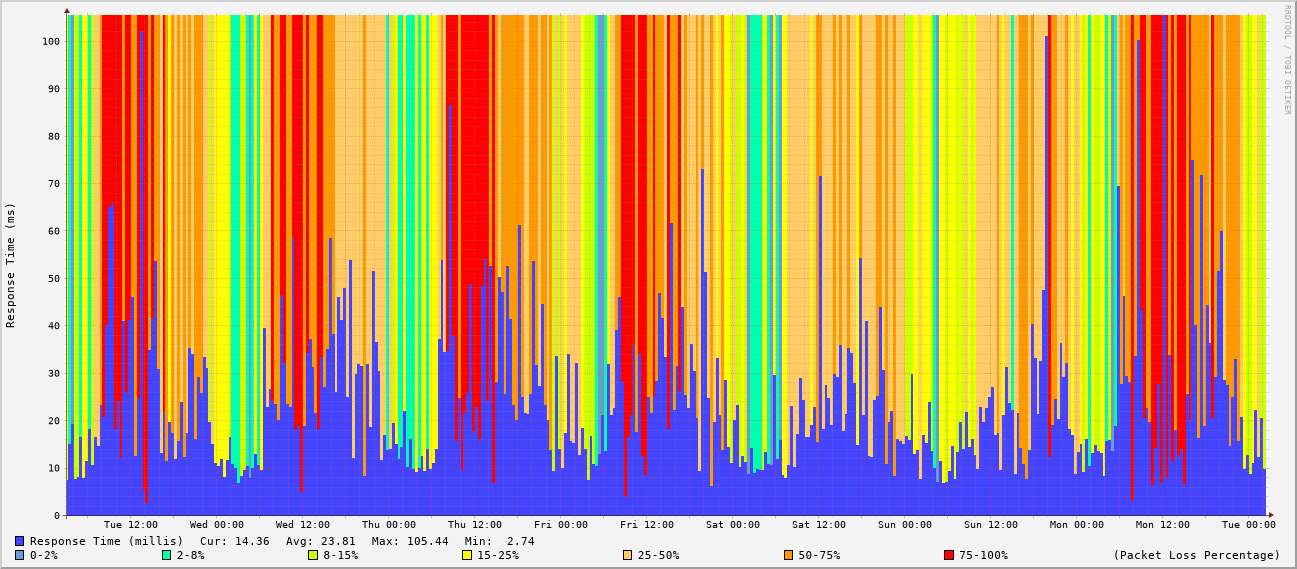 RRDTOOL / TOBI OETIKER
Response Time (ms)
100
90
80
70
60
50
40
30
20
10
0
Tue 12:00 Wed 00:00 Wed 12:00 Thu 00:00 Thu 12:00 Fri 00:00 Fri 12:00 Sat 00:00 Sat 12:00 Sun 00:00 Sun 12:00 Mon 00:00 Mon 12:00 Tue 00:00
Response Time (millis) Cur: 14.36 Avg: 23.81 Max: 105.44 Min: 2.74
0-2% 2-8% 8-15% 15-25% 25-50% 50-75% 75-100% (Packet Loss Percentage)